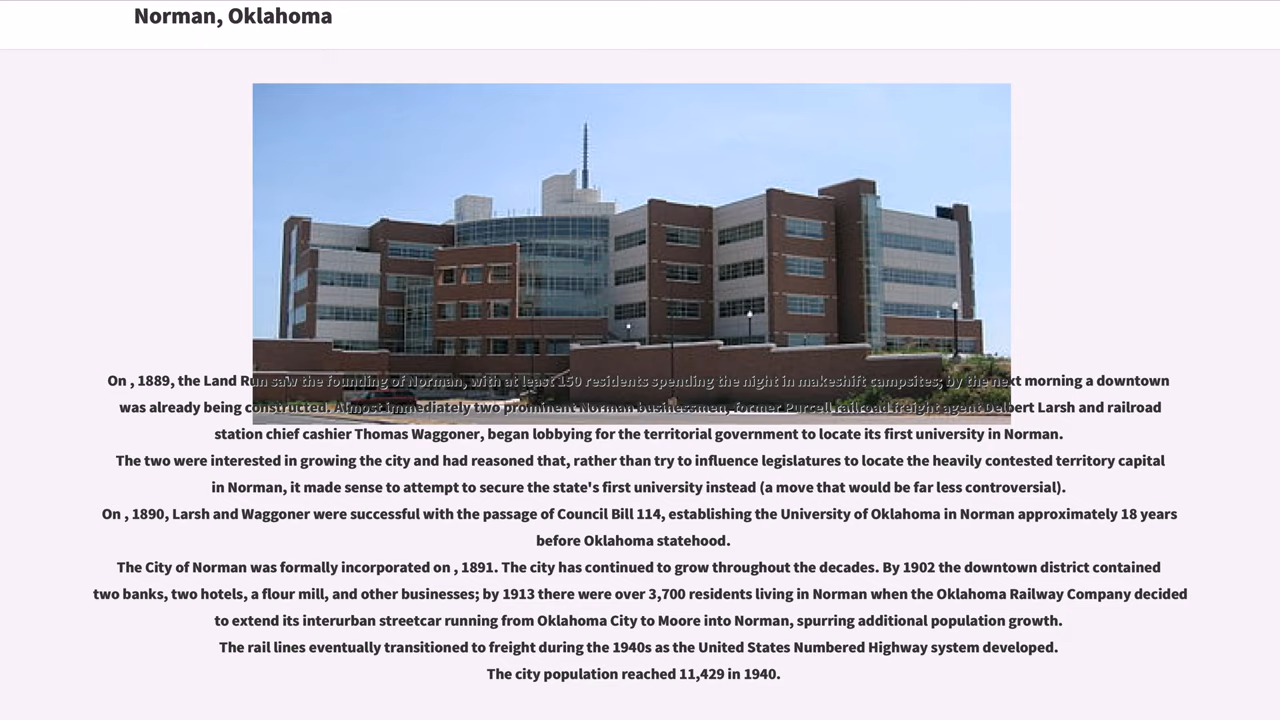 Norman, Oklahoma
On , 1889, the Land Run saw the founding of Norman, with at least 150 residents spending the night in makeshift campsites; by the next morning a downtown
was already being constructed. Almost immediately two prominent Norman businessmen, former Purcell railroad freight agent Delbert Larsh and railroad
station chief cashier Thomas Waggoner, began lobbying for the territorial government to locate its first university in Norman.
The two were interested in growing the city and had reasoned that, rather than try to influence legislatures to locate the heavily contested territory capital
in Norman, it made sense to attempt to secure the state's first university instead (a move that would be far less controversial).
On , 1890, Larsh and Waggoner were successful with the passage of Council Bill 114, establishing the University of Oklahoma in Norman approximately 18 years
before Oklahoma statehood.
The City of Norman was formally incorporated on , 1891. The city has continued to grow throughout the decades. By 1902 the downtown district contained
two banks, two hotels, a flour mill, and other businesses; by 1913 there were over 3,700 residents living in Norman when the Oklahoma Railway Company decided
to extend its interurban streetcar running from Oklahoma City to Moore into Norman, spurring additional population growth.
The rail lines eventually transitioned to freight during the 1940s as the United States Numbered Highway system developed.
The city population reached 11,429 in 1940.